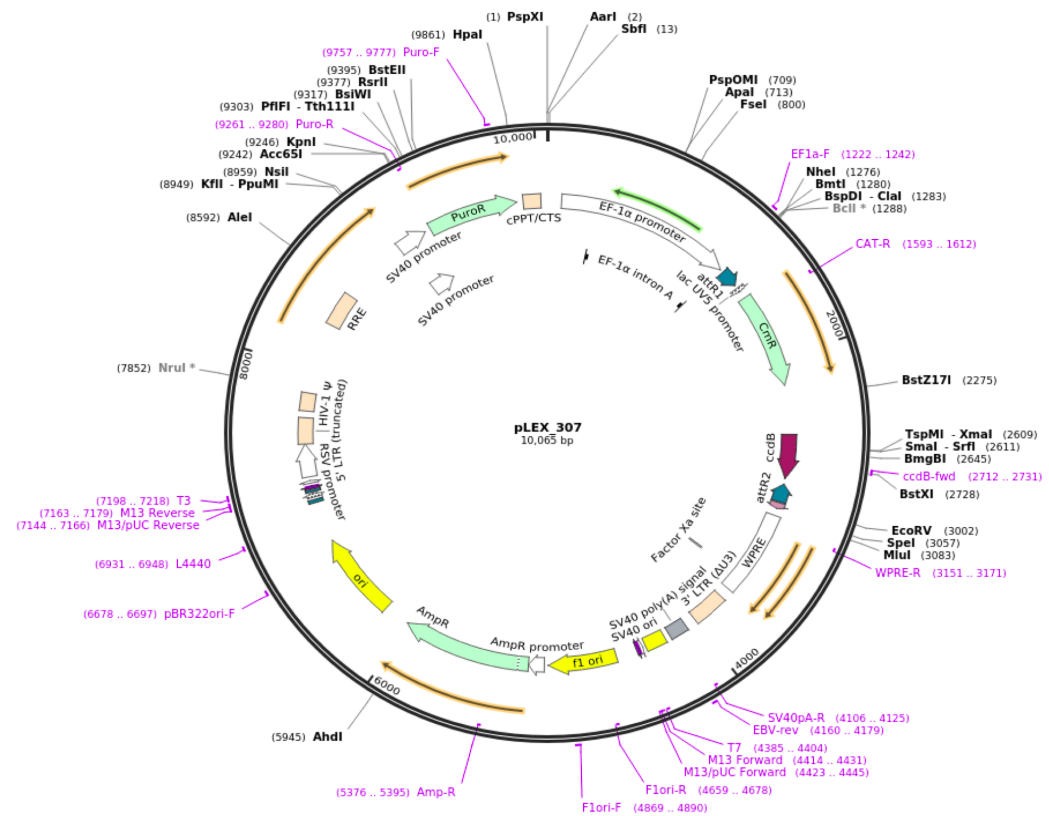 (1) PspXI
AarI (2)
SbfI (13)
(9861) HpaI
(9757 .. 9777) Puro-F
(9395) BstEII
(9377) RsrII
(9317) BsiWI
(9303) PflFI - Tth111I
(9261 .. 9280) Puro-R
(9246) KpnI
(9242) Acc65I
(8959) NsiI
(8949) KflI - PpuMI
(8592) AleI
(7852) NruI *
(7198 .. 7218) T3
(7163 .. 7179) M13 Reverse
(7144 .. 7166) M13/pUC Reverse
(6931 .. 6948) L4440
(6678 .. 6697) pBR322ori-F
(5945) AhdI
(5376 .. 5395) Amp-R
PspOMI (709)
ApaI (713)
FseI (800)
EF1a-F (1222 .. 1242)
NheI (1276)
BmtI (1280)
BspDI - ClaI (1283)
BclI * (1288)
CAT-R (1593 .. 1612)
BstZ17I (2275)
TspMI - XmaI (2609)
SmaI - SrfI (2611)
BmgBI (2645)
ccdB-fwd (2712 .. 2731)
BstXI (2728)
EcoRV (3002)
SpeI (3057)
MluI (3083)
WPRE-R (3151 .. 3171)
SV40pA-R (4106 .. 4125)
EBV-rev (4160 .. 4179)
T7 (4385 .. 4404)
M13 Forward (4414 .. 4431)
M13/pUC Forward (4423 .. 4445)
F1ori-R (4659 .. 4678)
F1ori-F (4869 .. 4890)
10,000
2000
4000
6000
8000
PuroR
cPPT/CTS
SV40 promoter
SV40 promoter
EF-1α promoter
EF-1α intron A
attR1
lac UV5 promoter
CmR
ccdB
attR2
WPRE
Factor Xa site
3' LTR (ΔU3)
SV40 poly(A) signal
SV40 ori
f1 ori
AmpR promoter
AmpR
ori
RSV promoter
5' LTR (truncated)
HIV-1 Ψ
RRE
pLEX_307
10,065 bp